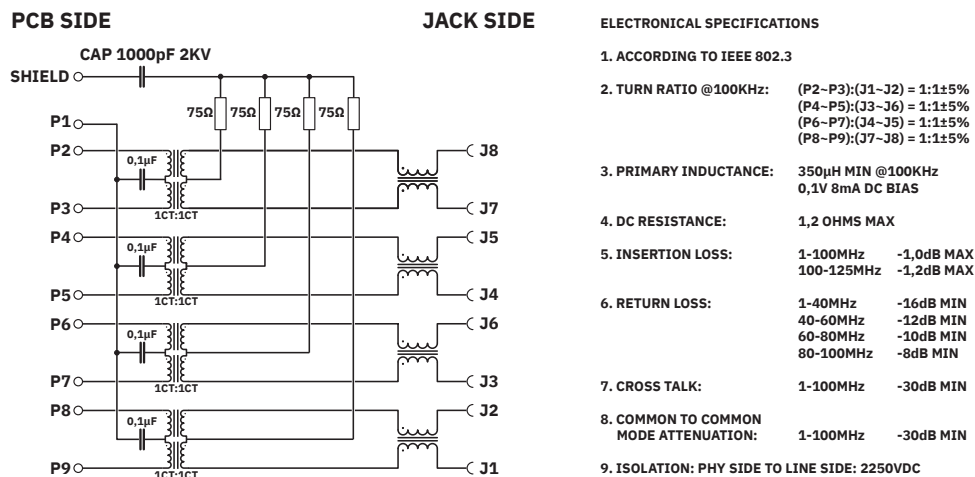 PCB SIDE
JACK SIDE
CAP 1000pF 2KV
SHIELD
75Ω 75Ω 75Ω 75Ω
P1
P2
0,1µF
J8
P3
1CT:1CT
J7
P4
0,1µF
J5
P5
1CT:1CT
J4
P6
0,1µF
J6
P7
1CT:1CT
J3
P8
0,1µF
J2
P9
1CT:1CT
J1
ELECTRONICAL SPECIFICATIONS
1. ACCORDING TO IEEE 802.3
2. TURN RATIO @100KHz: (P2~P3):(J1~J2) = 1:1±5%
(P4~P5):(J3~J6) = 1:1±5%
(P6~P7):(J4~J5) = 1:1±5%
(P8~P9):(J7~J8) = 1:1±5%
3. PRIMARY INDUCTANCE: 350µH MIN @100KHz
0,1V 8mA DC BIAS
4. DC RESISTANCE: 1,2 OHMS MAX
5. INSERTION LOSS: 1-100MHz -1,0dB MAX
100-125MHz -1,2dB MAX
6. RETURN LOSS: 1-40MHz -16dB MIN
40-60MHz -12dB MIN
60-80MHz -10dB MIN
80-100MHz -8dB MIN
7. CROSS TALK: 1-100MHz -30dB MIN
8. COMMON TO COMMON
MODE ATTENUATION: 1-100MHz -30dB MIN
9. ISOLATION: PHY SIDE TO LINE SIDE: 2250VDC